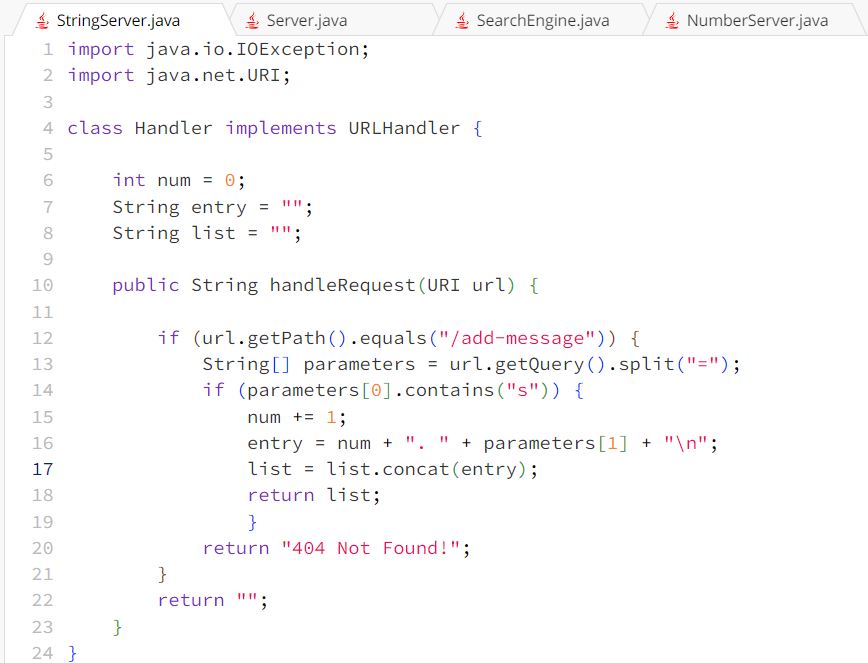 StringServer.java Server.java SearchEngine.java NumberServer.java
1 import java.io.IOException;
2 import java.net.URI;
3
4 class Handler implements URLHandler {
5
6     int num = 0;
7     String entry = "";
8     String list = "";
9
10     public String handleRequest(URI url) {
11
12         if (url.getPath().equals("/add-message")) {
13             String[] parameters = url.getQuery().split("=");
14             if (parameters[0].contains("s")) {
15                 num += 1;
16                 entry = num + ". " + parameters[1] + "\n";
17                 list = list.concat(entry);
18                 return list;
19                 }
20             return "404 Not Found!";
21         }
22         return "";
23     }
24 }